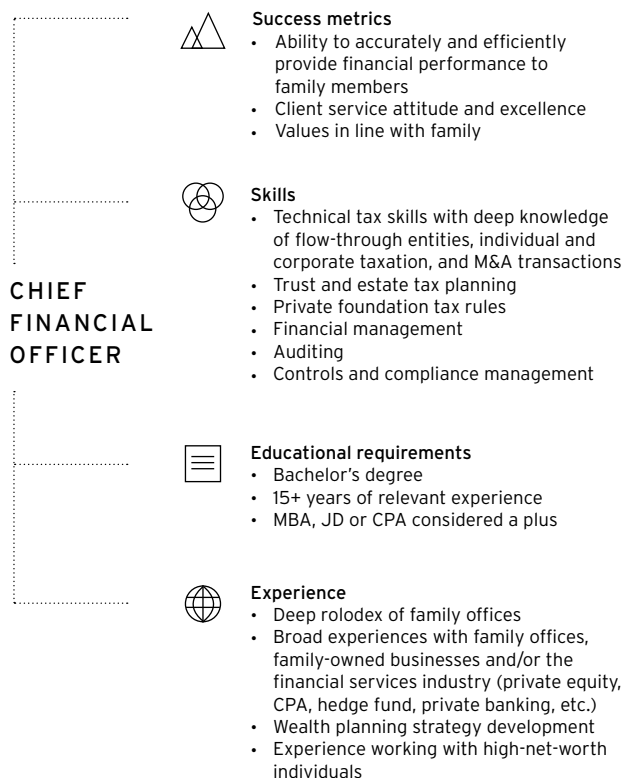 Success metrics
• Ability to accurately and efficiently
provide financial performance to
family members
• Client service attitude and excellence
• Values in line with family
Skills
• Technical tax skills with deep knowledge
of flow-through entities, individual and
corporate taxation, and M&A transactions
• Trust and estate tax planning
• Private foundation tax rules
• Financial management
• Auditing
• Controls and compliance management
CHIEF
FINANCIAL
OFFICER
Educational requirements
• Bachelor’s degree
• 15+ years of relevant experience
• MBA, JD or CPA considered a plus
Experience
• Deep rolodex of family offices
• Broad experiences with family offices,
family-owned businesses and/or the
financial services industry (private equity,
CPA, hedge fund, private banking, etc.)
• Wealth planning strategy development
• Experience working with high-net-worth
individuals